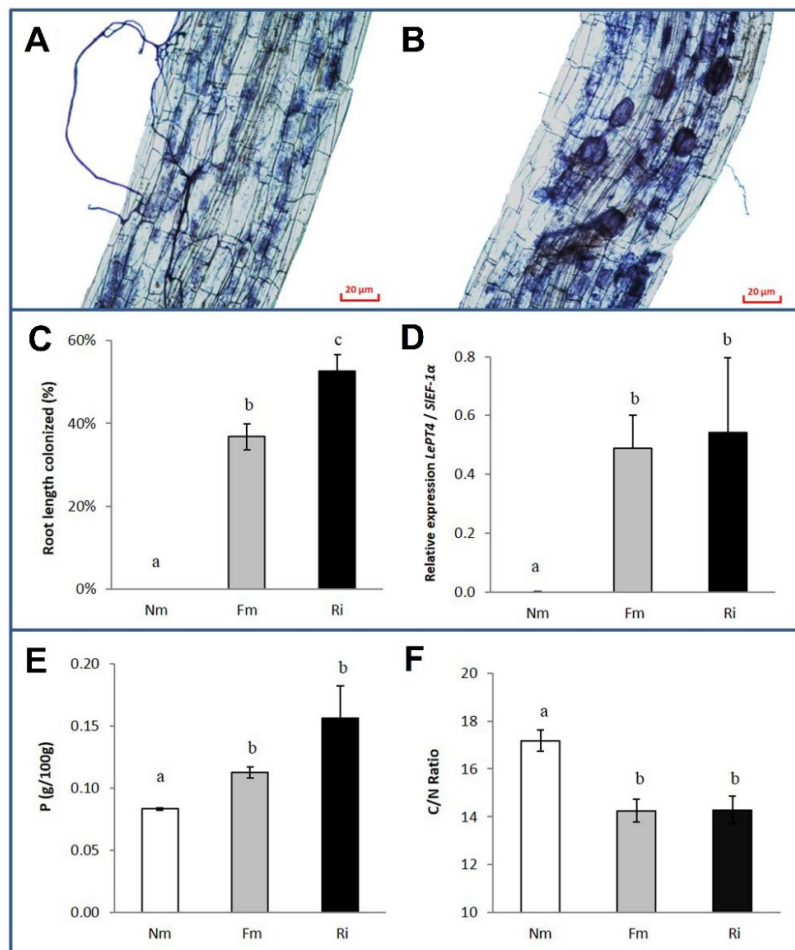 A
B
20 µm
20 µm
C
Root length colonized (%)
60%
40%
20%
0%
a
b
c
Nm
Fm
Ri
D
Relative expression LePT4 / SlEF-1α
0.8
0.6
0.4
0.2
0.0
a
b
b
Nm
Fm
Ri
E
P (g/100g)
0.20
0.15
0.10
0.05
0.00
a
b
b
Nm
Fm
Ri
F
C/N Ratio
20
18
16
14
12
10
a
b
b
Nm
Fm
Ri